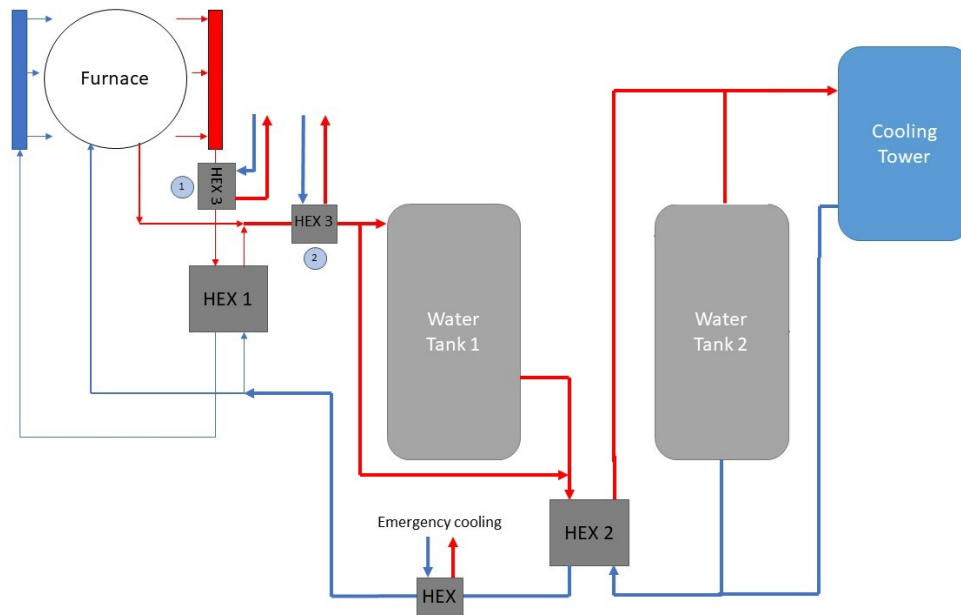 Furnace
Cooling
Tower
HEX 3
1
HEX 3
2
HEX 1
Water
Tank 1
Water
Tank 2
Emergency cooling
HEX 2
HEX